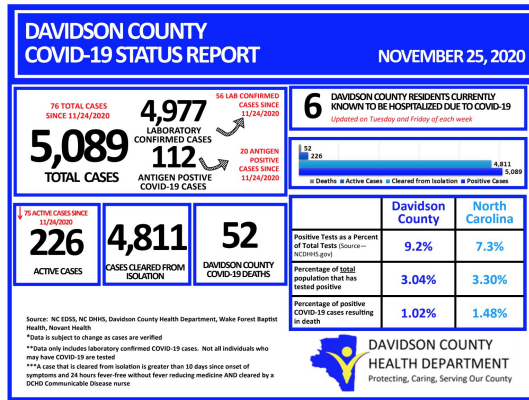 DAVIDSON COUNTY
COVID-19 STATUS REPORT
NOVEMBER 25, 2020
76 TOTAL CASES
SINCE 11/24/2020
5,089
TOTAL CASES
4,977
LABORATORY
CONFIRMED CASES
112
ANTIGEN POSTIVE
COVID-19 CASES
56 LAB CONFIRMED
CASES SINCE
11/24/2020
20 ANTIGEN
POSITIVE
CASES SINCE
11/24/2020
6
DAVIDSON COUNTY RESIDENTS CURRENTLY
KNOWN TO BE HOSPITALIZED DUE TO COVID-19
Updated on Tuesday and Friday of each week
52
226
4,811
5,089
Deaths Active Cases Cleared from Isolation Positive Cases
75 ACTIVE CASES SINCE
11/24/2020
226
ACTIVE CASES
4,811
CASES CLEARED FROM
ISOLATION
52
DAVIDSON COUNTY
COVID-19 DEATHS
Davidson
County
North
Carolina
Positive Tests as a Percent
of Total Tests (Source—
NCDHHS.gov)
9.2%
7.3%
Percentage of total
population that has
tested positive
3.04%
3.30%
Percentage of positive
COVID-19 cases resulting
in death
1.02%
1.48%
Source: NC EDSS, NC DHHS, Davidson County Health Department, Wake Forest Baptist
Health, Novant Health
*Data is subject to change as cases are verified
**Data only includes laboratory confirmed COVID-19 cases. Not all individuals who
may have COVID-19 are tested
***A case that is cleared from isolation is greater than 10 days since onset of
symptoms and 24 hours fever-free without fever reducing medicine AND cleared by a
DCHD Communicable Disease nurse
DAVIDSON COUNTY
HEALTH DEPARTMENT
Protecting, Caring, Serving Our County